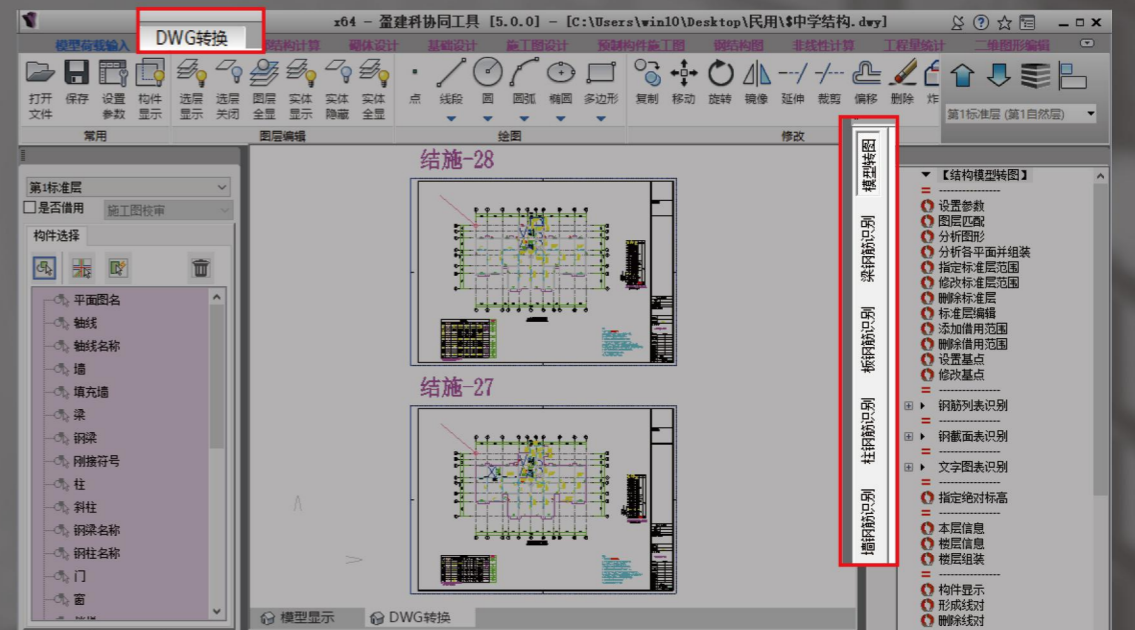 x64 - 盈建科协同工具 [5.0.0] - [C:\Users\win10\Desktop\民用\$中学结构.dwy]
模型荷载输入
DWG转换
结构计算
砌体设计
基础设计
施工图设计
预制构件施工图
钢结构图
非线性计算
工程量统计
二维图形编辑
打开文件
保存
设置参数
构件显示
选层显示
选层关闭
图层全显
实体显示
实体隐藏
实体全显
点
线段
圆
圆弧
椭圆
多边形
复制
移动
旋转
镜像
延伸
裁剪
偏移
删除
炸
第1标准层 (第1自然层)
常用
图层编辑
绘图
修改
第1标准层
是否借用
施工图校审
构件选择
平面图名
轴线
轴线名称
墙
填充墙
梁
钢梁
刚接符号
柱
斜柱
钢梁名称
钢柱名称
门
窗
结施-28
结施-27
模型显示
DWG转换
模型转图
梁钢筋识别
板钢筋识别
柱钢筋识别
墙钢筋识别
【结构模型转图】
设置参数
图层匹配
分析图形
分析各平面并组装
指定标准层范围
修改标准层范围
删除标准层
标准层编辑
添加借用范围
删除借用范围
设置基点
修改基点
钢筋列表识别
钢截面表识别
文字图表识别
指定绝对标高
本层信息
楼层信息
楼层组装
构件显示
形成线对
删除线对